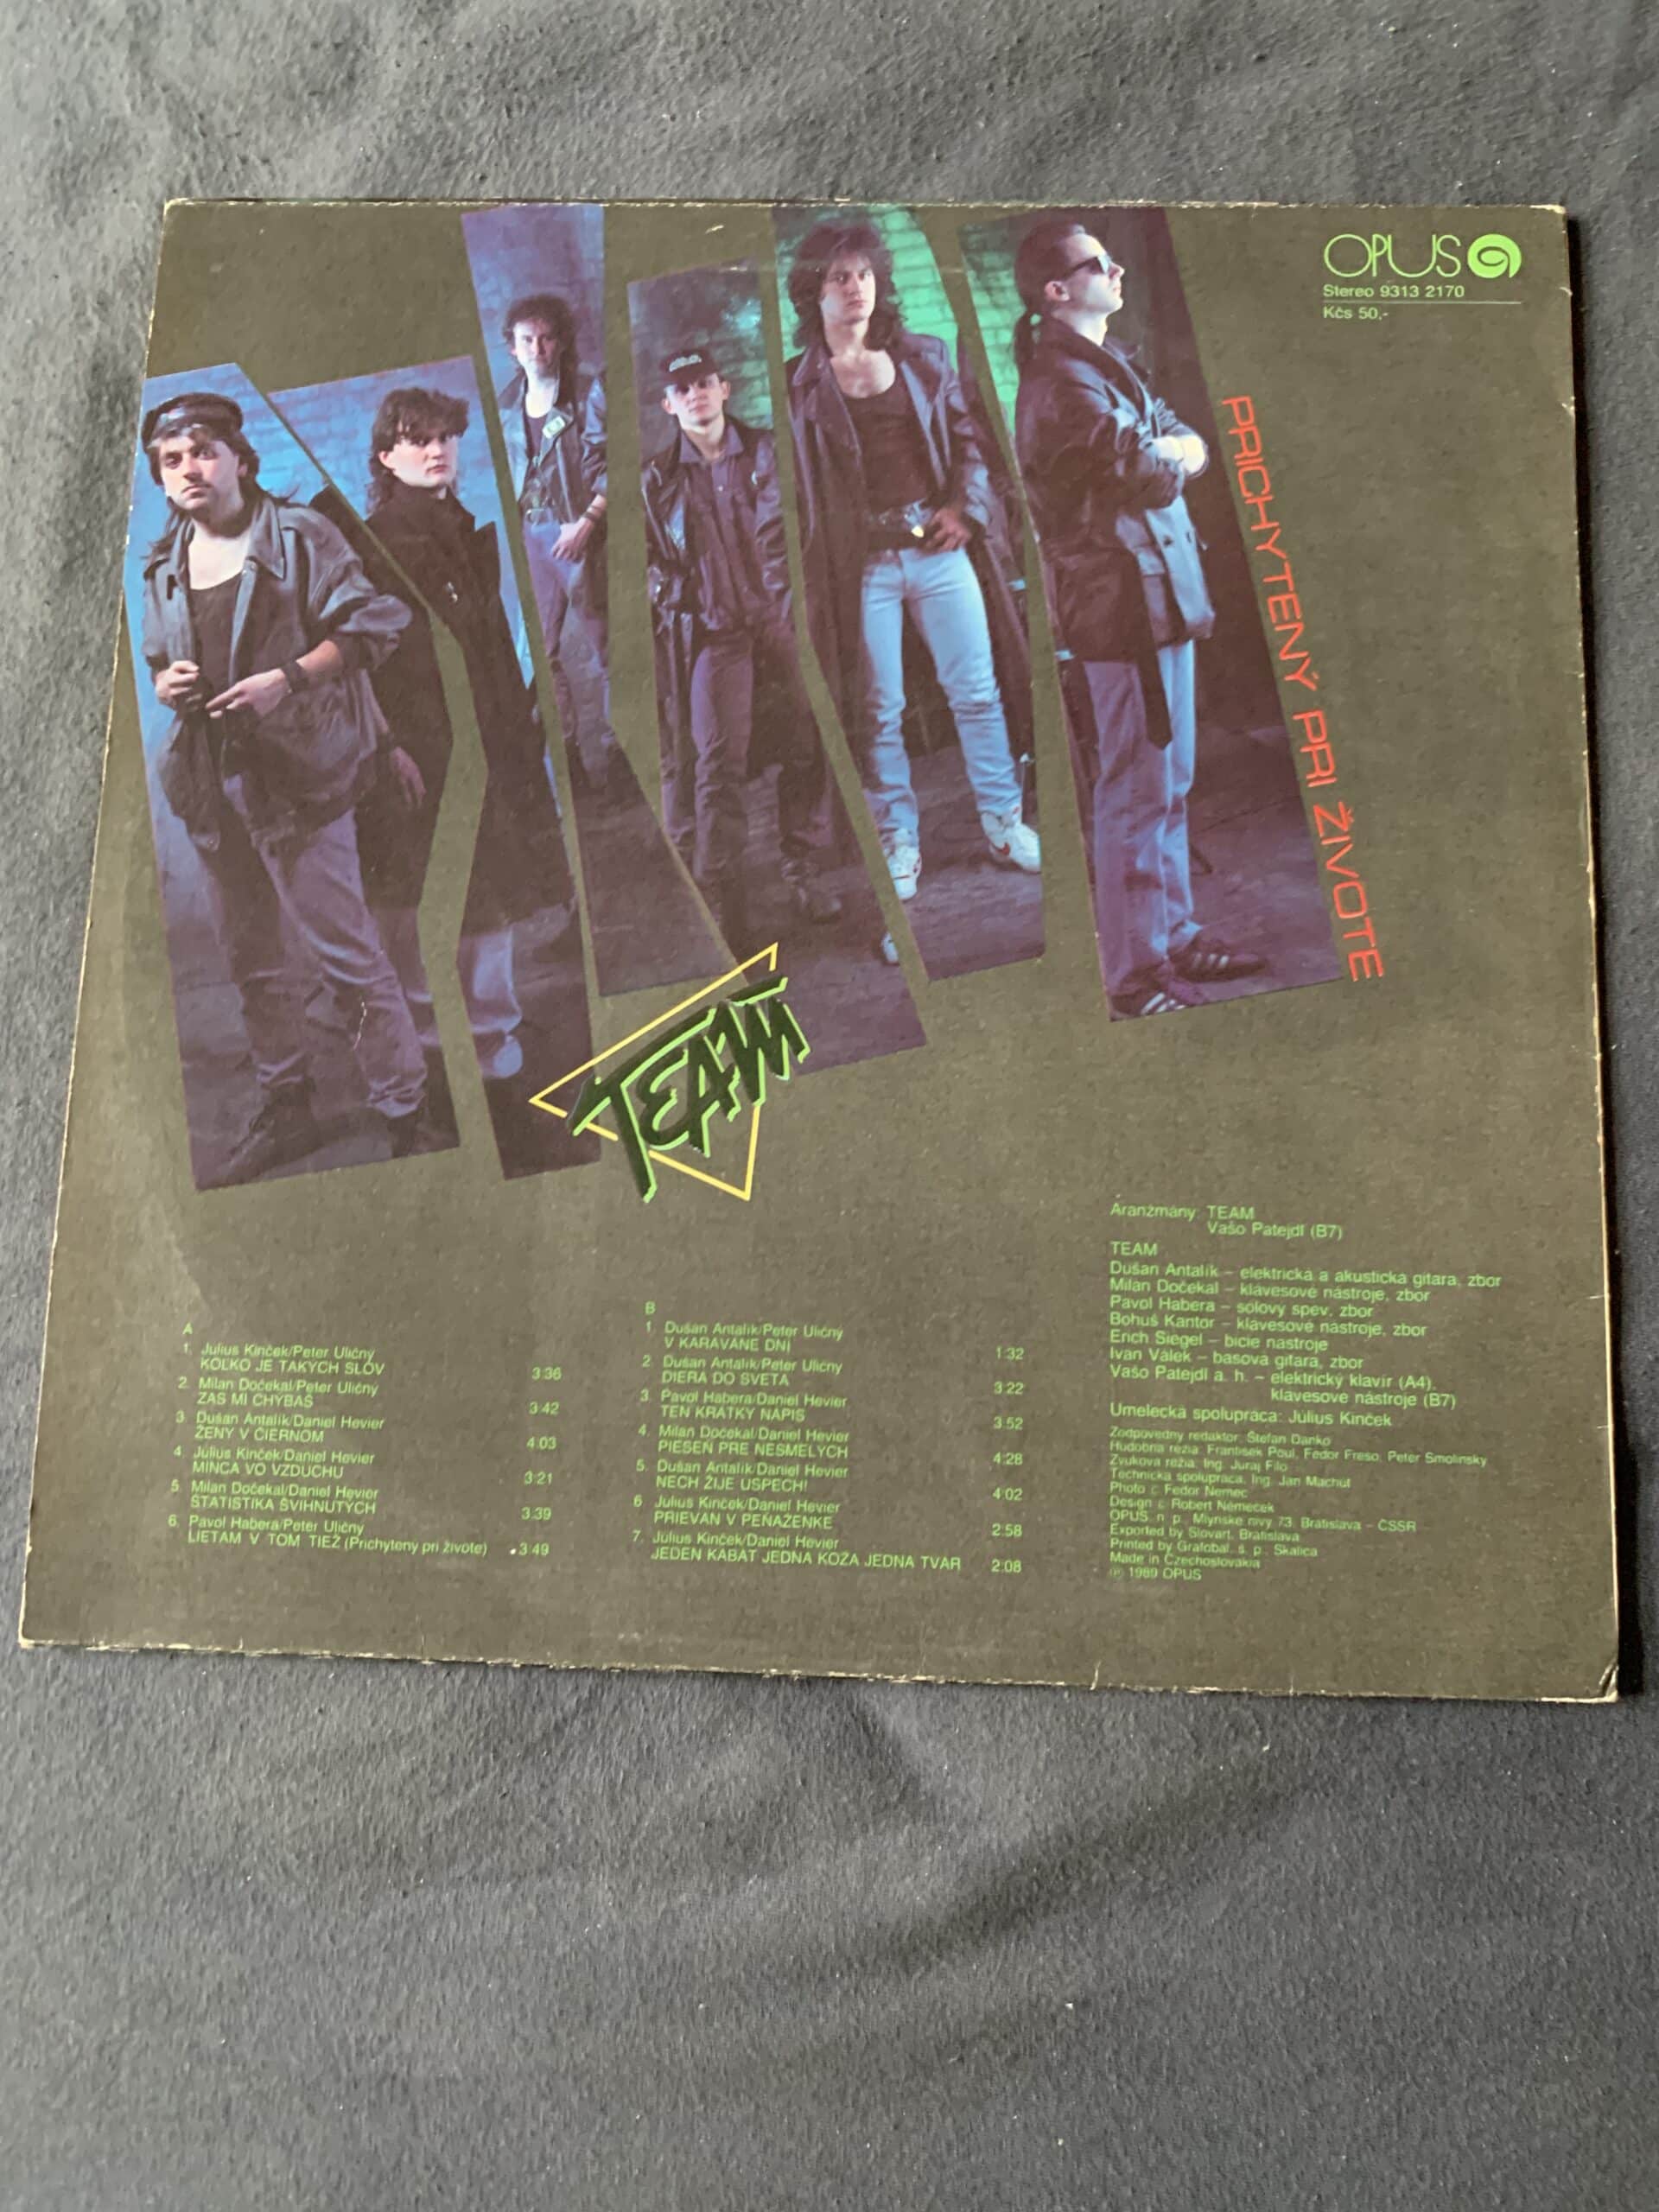 OPUS
Stereo 9313 2170
Kčs 50,-
PRICHYTENÝ PRI ŽIVOTE
TEAM
A
1. Július Kinček/Peter Uličný
KOĽKO JE TAKÝCH SLOV 3:36
2. Milan Dočekal/Peter Uličný
ZAS MI CHÝBAŠ 3:42
3. Dušan Antalík/Daniel Hevier
ŽENY V ČIERNOM 4:03
4. Július Kinček/Daniel Hevier
MINCA VO VZDUCHU 3:21
5. Milan Dočekal/Daniel Hevier
ŠTATISTIKA ŠVIHNUTÝCH 3:39
6. Pavol Habera/Peter Uličný
LIETAM V TOM TIEŽ (Prichytený pri živote) 3:49
B
1. Dušan Antalík/Peter Uličný
V KARAVÁNE DNÍ 1:32
2. Dušan Antalík/Peter Uličný
DIERA DO SVETA 3:22
3. Pavol Habera/Daniel Hevier
TEN KRÁTKY NÁPIS 3:52
4. Milan Dočekal/Daniel Hevier
PIESEŇ PRE NESMELÝCH 4:28
5. Dušan Antalík/Daniel Hevier
NECH ŽIJE ÚSPECH! 4:02
6. Július Kinček/Daniel Hevier
PRIEVAN V PEŇAŽENKE 2:58
7. Július Kinček/Daniel Hevier
JEDEN KABÁT JEDNA KOŽA JEDNA TVÁR 2:08
Aranžmány: TEAM
Vašo Patejdl (B7)
TEAM
Dušan Antalík – elektrická a akustická gitara, zbor
Milan Dočekal – klávesové nástroje, zbor
Pavol Habera – sólový spev, zbor
Bohuš Kantor – klávesové nástroje, zbor
Erich Siegel – bicie nástroje
Ivan Válek – basová gitara, zbor
Vašo Patejdl a. h. – elektrický klavír (A4),
klávesové nástroje (B7)
Umelecká spolupráca: Július Kinček
Zodpovedný redaktor: Štefan Danko
Hudobná réžia: František Poul, Fedor Frešo, Peter Smolinský
Zvuková réžia: Ing. Juraj Filo
Technická spolupráca: Ing. Ján Machut
Photo © Fedor Nemec
Design © Róbert Némeček
OPUS, n. p., Mlynské nivy 73, Bratislava – ČSSR
Exported by Slovart, Bratislava
Printed by Grafobal, š. p., Skalica
Made in Czechoslovakia
℗ 1989 OPUS